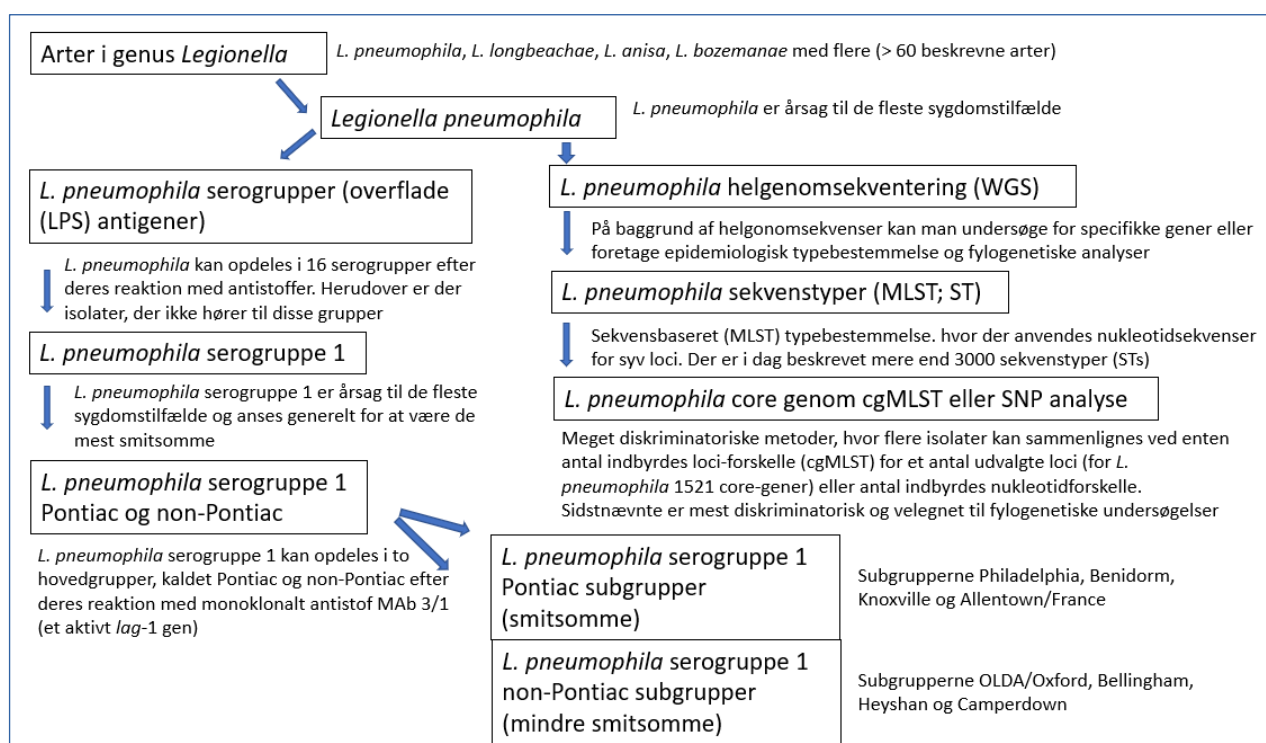 Arter i genus Legionella
L. pneumophila, L. longbeachae, L. anisa, L. bozemanae med flere (> 60 beskrevne arter)
Legionella pneumophila
L. pneumophila er årsag til de fleste sygdomstilfælde
L. pneumophila serogrupper (overflade
(LPS) antigener)
L. pneumophila kan opdeles i 16 serogrupper efter
deres reaktion med antistoffer. Herudover er der
isolater, der ikke hører til disse grupper
L. pneumophila serogruppe 1
L. pneumophila serogruppe 1 er årsag til de fleste
sygdomstilfælde og anses generelt for at være de
mest smitsomme
L. pneumophila serogruppe 1
Pontiac og non-Pontiac
L. pneumophila serogruppe 1 kan opdeles i to
hovedgrupper, kaldet Pontiac og non-Pontiac efter
deres reaktion med monoklonalt antistof MAb 3/1
(et aktivt lag-1 gen)
L. pneumophila helgenomsekventering (WGS)
På baggrund af helgonomsekvenser kan man undersøge for specifikke gener eller
foretage epidemiologisk typebestemmelse og fylogenetiske analyser
L. pneumophila sekvenstyper (MLST; ST)
Sekvensbaseret (MLST) typebestemmelse. hvor der anvendes nukleotidsekvenser
for syv loci. Der er i dag beskrevet mere end 3000 sekvenstyper (STs)
L. pneumophila core genom cgMLST eller SNP analyse
Meget diskriminatoriske metoder, hvor flere isolater kan sammenlignes ved enten
antal indbyrdes loci-forskelle (cgMLST) for et antal udvalgte loci (for L.
pneumophila 1521 core-gener) eller antal indbyrdes nukleotidforskelle.
Sidstnævnte er mest diskriminatorisk og velegnet til fylogenetiske undersøgelser
L. pneumophila serogruppe 1
Pontiac subgrupper
(smitsomme)
Subgrupperne Philadelphia, Benidorm,
Knoxville og Allentown/France
L. pneumophila serogruppe 1
non-Pontiac subgrupper
(mindre smitsomme)
Subgrupperne OLDA/Oxford, Bellingham,
Heyshan og Camperdown